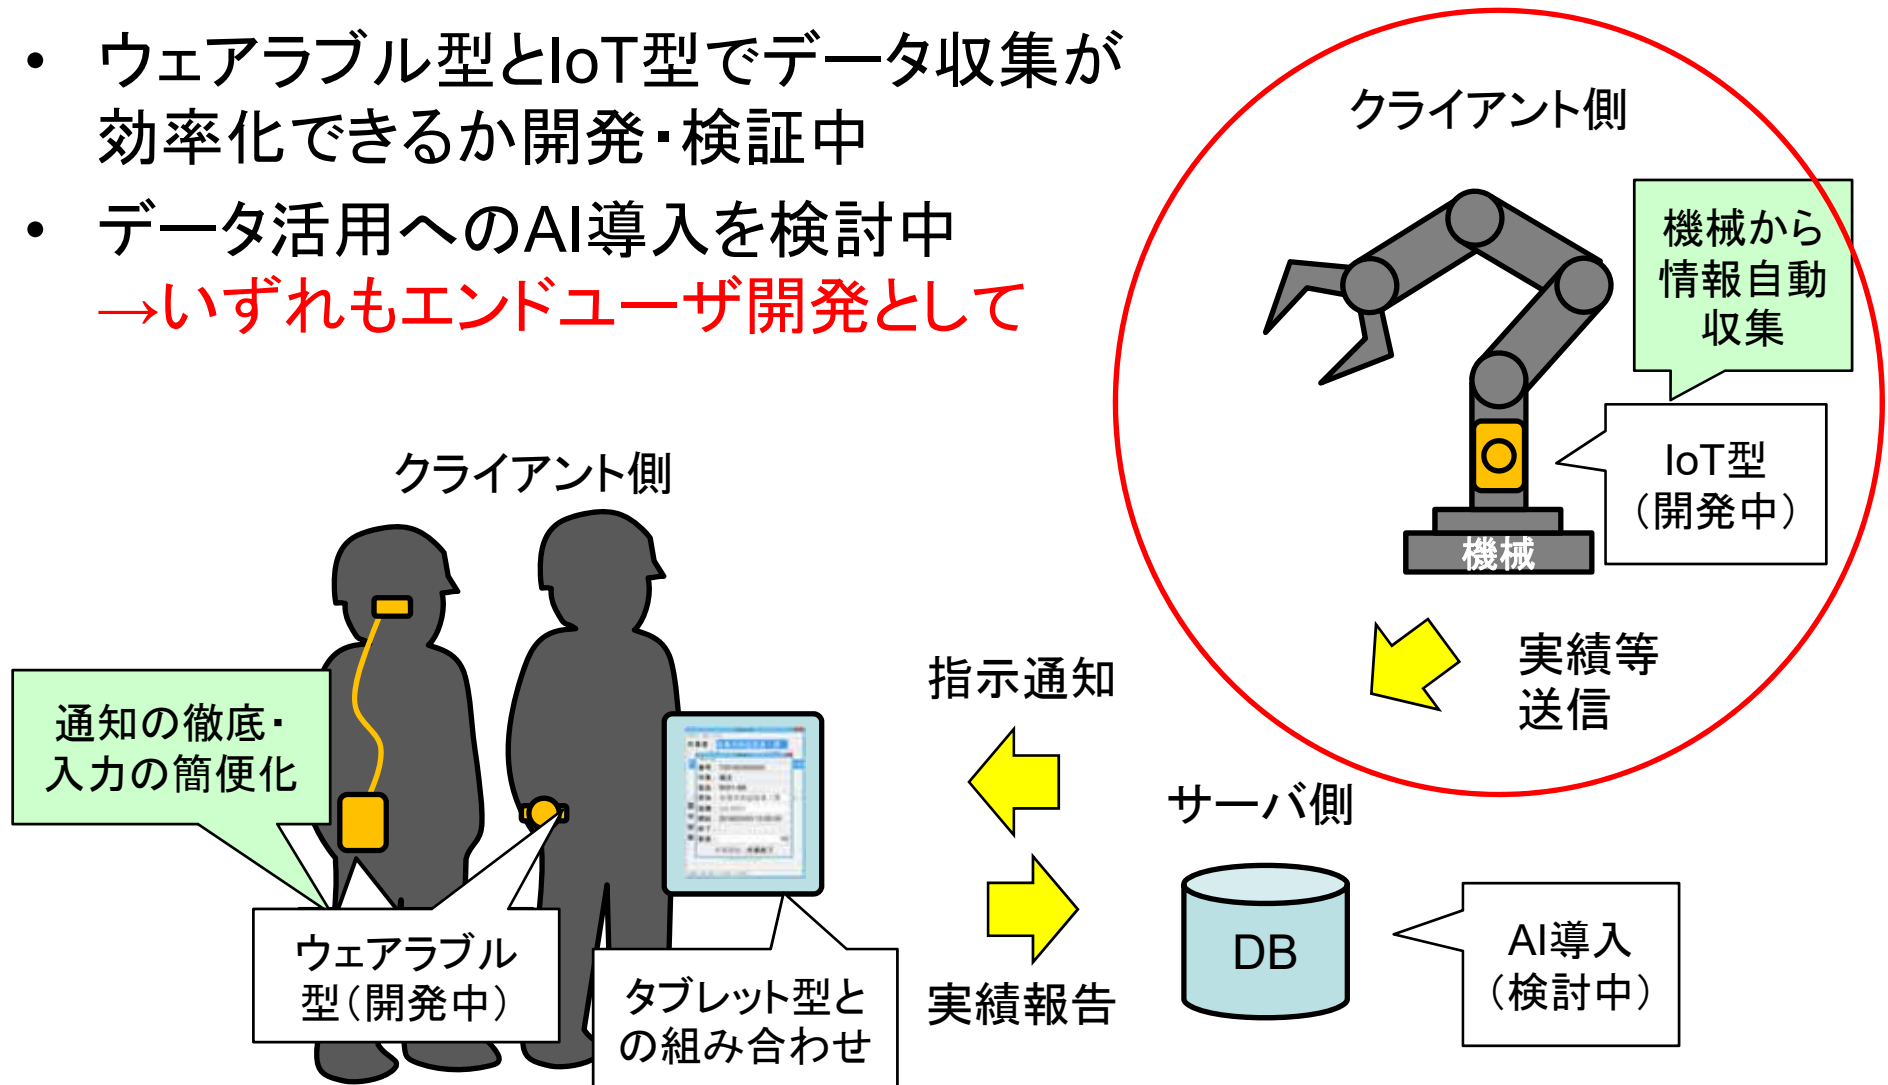 • ウェアラブル型とIoT型でデータ収集が
効率化できるか開発・検証中
• データ活用へのAI導入を検討中
→いずれもエンドユーザ開発として
クライアント側
機械から
情報自動
収集
IoT型
（開発中）
機械
実績等
送信
クライアント側
通知の徹底・
入力の簡便化
ウェアラブル
型（開発中）
タブレット型と
の組み合わせ
指示通知
実績報告
サーバ側
DB
AI導入
（検討中）